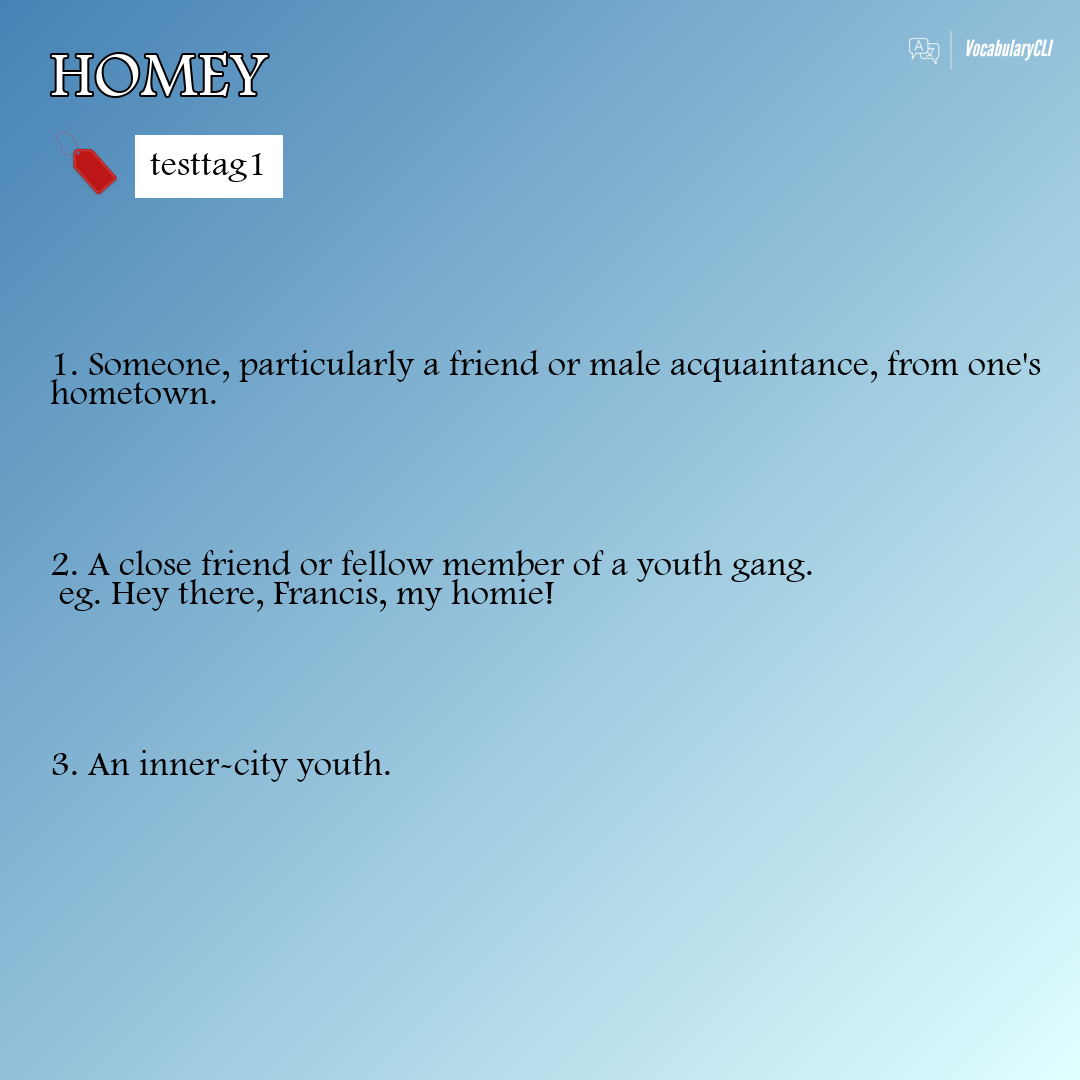 HOMEY
VocabularyCLI
testtag1
1. Someone, particularly a friend or male acquaintance, from one's
hometown.
2. A close friend or fellow member of a youth gang.
eg. Hey there, Francis, my homie!
3. An inner-city youth.